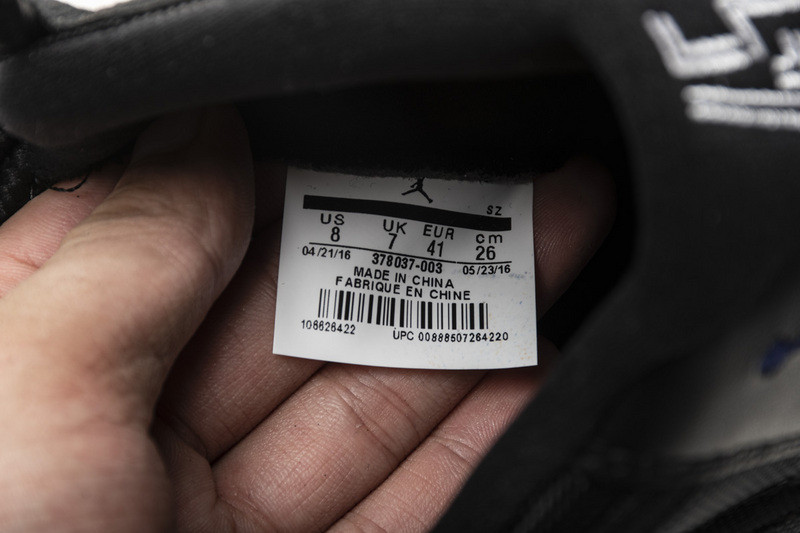 SZ
US UK EUR cm
8 7 41 26
04/21/16 378037-003 05/23/16
MADE IN CHINA
FABRIQUE EN CHINE
106626422 UPC 00888507264220